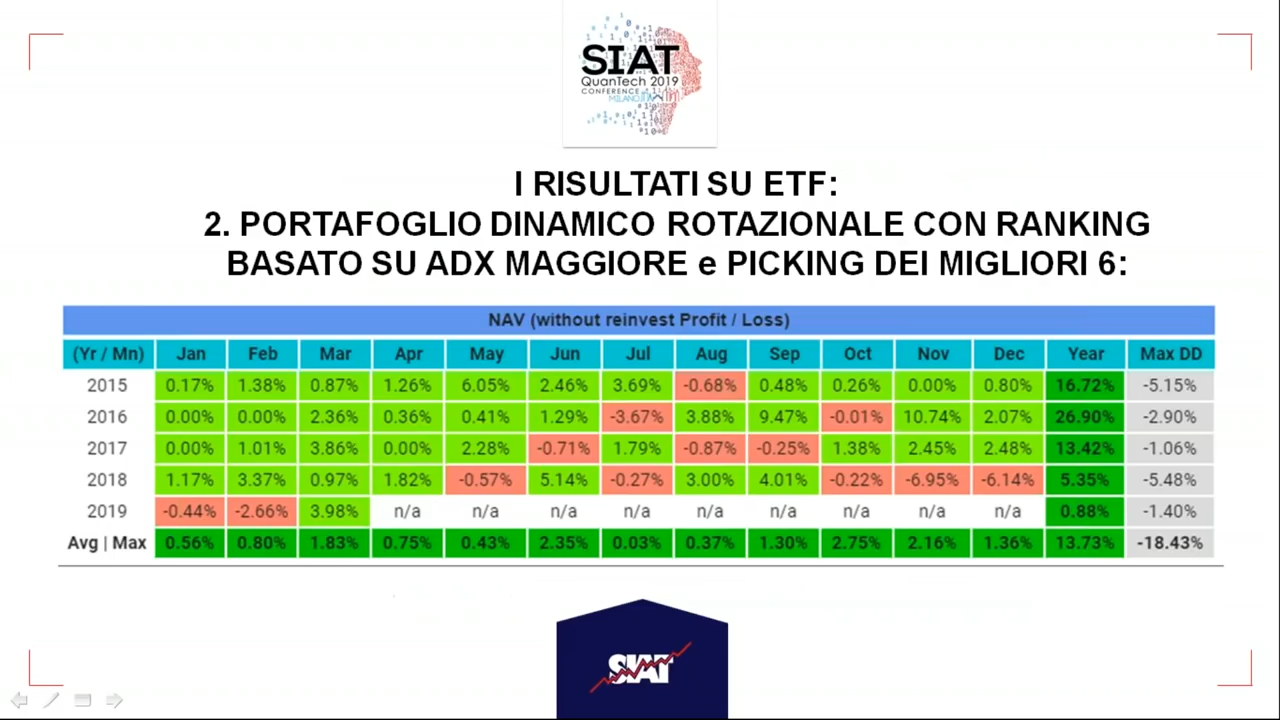 SIAT
QuanTech 2019
CONFERENCE
I RISULTATI SU ETF:
2. PORTAFOGLIO DINAMICO ROTAZIONALE CON RANKING
BASATO SU ADX MAGGIORE e PICKING DEI MIGLIORI 6:
NAV (without reinvest Profit / Loss)
(Yr / Mn) Jan Feb Mar Apr May Jun Jul Aug Sep Oct Nov Dec Year Max DD
2015 0.17% 1.38% 0.87% 1.26% 6.05% 2.46% 3.69% -0.68% 0.48% 0.26% 0.00% 0.80% 16.72% -5.15%
2016 0.00% 0.00% 2.36% 0.36% 0.41% 1.29% -3.67% 3.88% 9.47% -0.01% 10.74% 2.07% 26.90% -2.90%
2017 0.00% 1.01% 3.86% 0.00% 2.28% -0.71% 1.79% -0.87% -0.25% 1.38% 2.45% 2.48% 13.42% -1.06%
2018 1.17% 3.37% 0.97% 1.82% -0.57% 5.14% -0.27% 3.00% 4.01% -0.22% -6.95% -6.14% 5.35% -5.48%
2019 -0.44% -2.66% 3.98% n/a n/a n/a n/a n/a n/a n/a n/a n/a 0.88% -1.40%
Avg | Max 0.56% 0.80% 1.83% 0.75% 0.43% 2.35% 0.03% 0.37% 1.30% 2.75% 2.16% 1.36% 13.73% -18.43%
SIAT